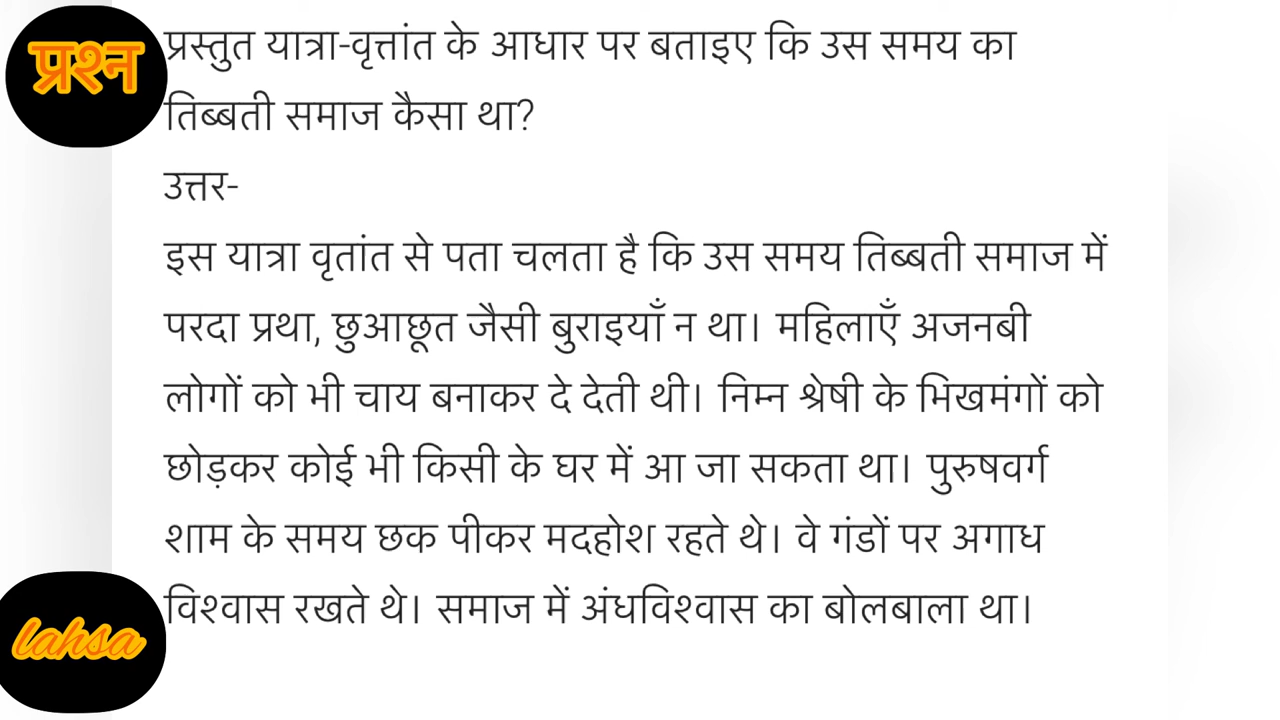 प्रश्न
प्रस्तुत यात्रा-वृत्तांत के आधार पर बताइए कि उस समय का
तिब्बती समाज कैसा था?
उत्तर-
इस यात्रा वृतांत से पता चलता है कि उस समय तिब्बती समाज में
परदा प्रथा, छुआछूत जैसी बुराइयाँ न था। महिलाएँ अजनबी
लोगों को भी चाय बनाकर दे देती थी। निम्न श्रेषी के भिखमंगों को
छोड़कर कोई भी किसी के घर में आ जा सकता था। पुरुषवर्ग
शाम के समय छक पीकर मदहोश रहते थे। वे गंडों पर अगाध
विश्वास रखते थे। समाज में अंधविश्वास का बोलबाला था।
lahsa